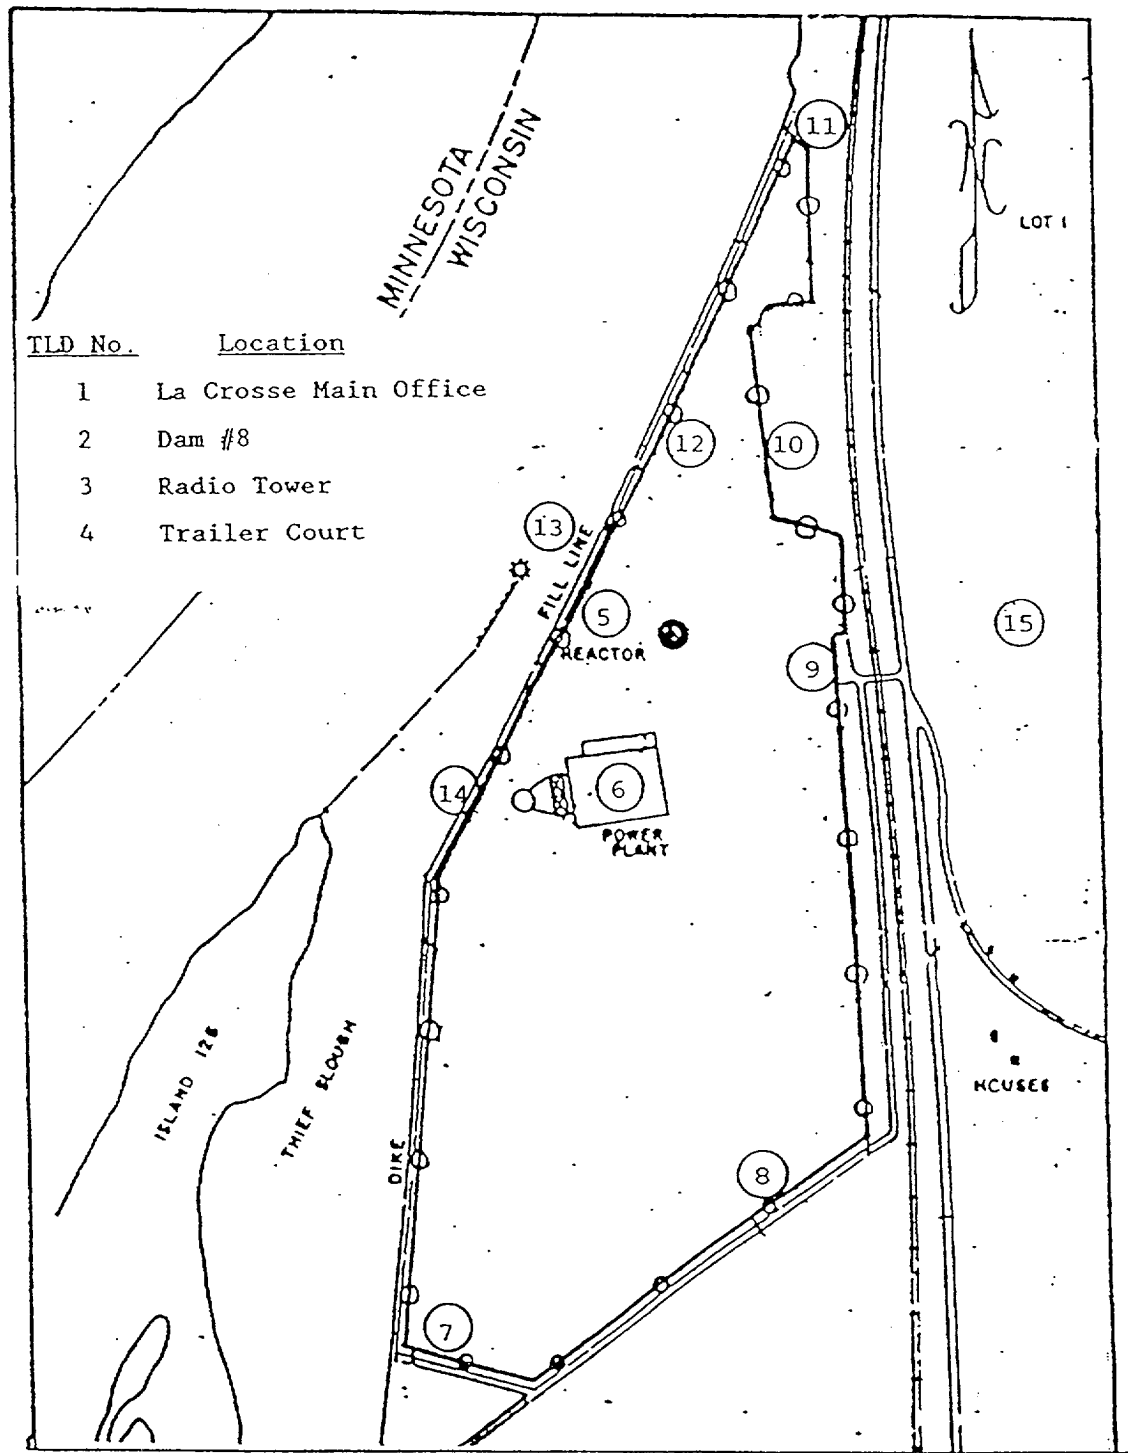 MINNESOTA
WISCONSIN
11
LOT 1
TLD No. Location
1 La Crosse Main Office
2 Dam #8
3 Radio Tower
4 Trailer Court
12
10
13
FILL LINE
5
REACTOR
15
9
14
6
POWER
PLANT
ISLAND 126
THIEF SLOUGH
HOUSES
DIKE
8
7